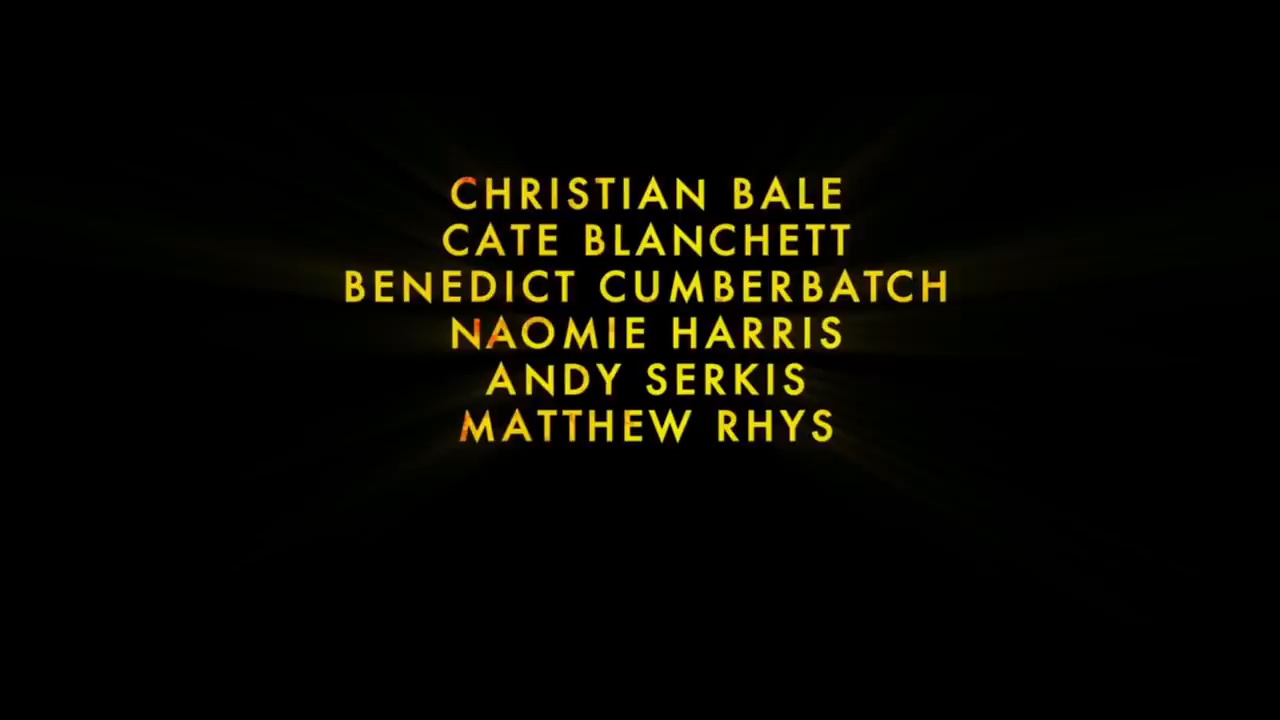 CHRISTIAN BALE
CATE BLANCHETT
BENEDICT CUMBERBATCH
NAOMIE HARRIS
ANDY SERKIS
MATTHEW RHYS